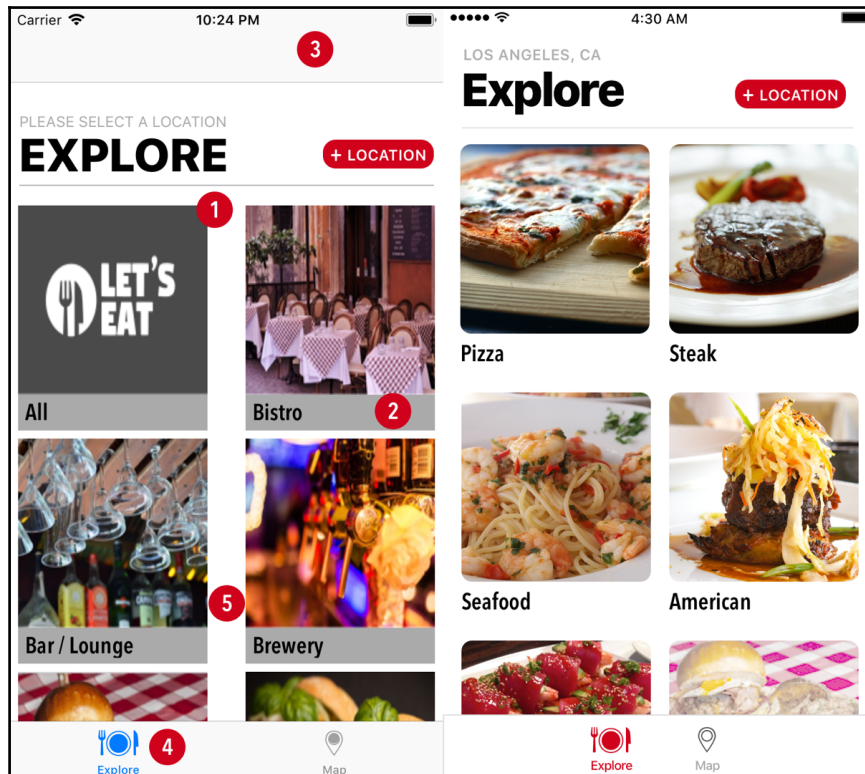 Carrier 10:24 PM
3
PLEASE SELECT A LOCATION
EXPLORE
+ LOCATION
1
LET'S
EAT
All
Bistro
2
Bar / Lounge
5
Brewery
Explore
4
Map
4:30 AM
LOS ANGELES, CA
Explore
+ LOCATION
Pizza
Steak
Seafood
American
Explore
Map